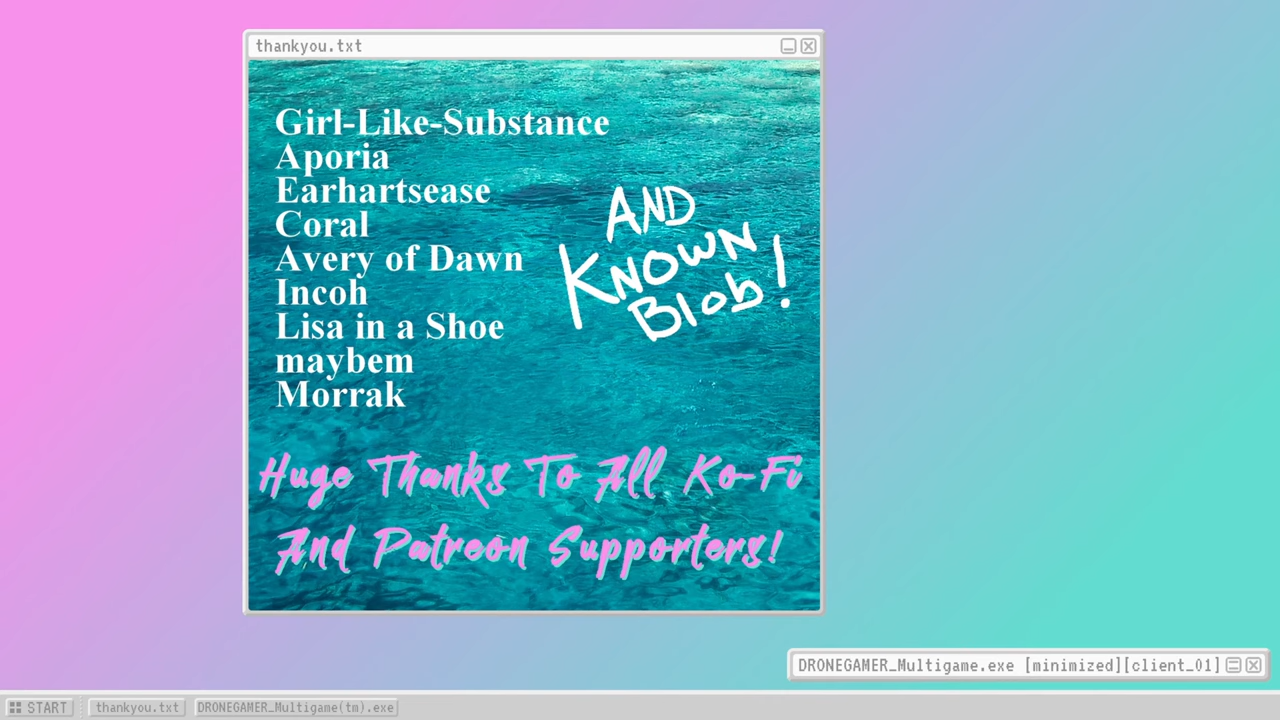 thankyou.txt
Girl-Like-Substance
Aporia
Earhartsease
Coral
Avery of Dawn
Incoh
Lisa in a Shoe
maybem
Morrak
AND
KNOWN
Blob!
Huge Thanks To All Ko-Fi
And Patreon Supporters!
DRONEGAMER_Multigame.exe [minimized][client_01]
START
thankyou.txt
DRONEGAMER_Multigame(tm).exe